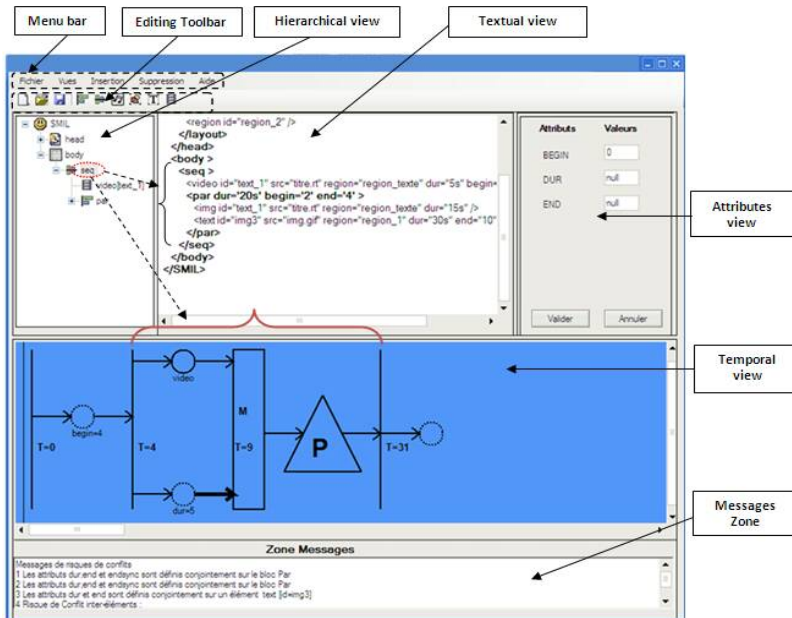 Menu bar
Editing Toolbar
Hierarchical view
Textual view
Fichier Vues Insertion Suppression Aide
SMIL
head
body
seq
video[text_1]
par
<region id="region_2" />
</layout>
</head>
<body >
<seq >
<video id="text_1" src="titre.rt" region="region_texte" dur="5s" begin=
<par dur="20s" begin="2' end="4' >
<img id="text_1" src="titre.rt" region="region_texte" dur="15s" />
<text id="img3" src="img.gif" region="region_1" dur="30s" end="10"
</par>
</seq>
</body>
</SMIL>
Attributs Valeurs
BEGIN 0
DUR null
END null
Valider Annuler
Attributes view
Temporal view
video
begin=4
T=0
T=4
M
T=9
P
T=31
dur=5
Messages Zone
Zone Messages
Messages de risques de conflits
1 Les attributs dur,end et endsync sont définis conjointement sur le bloc Par
2 Les attributs dur,end et endsync sont définis conjointement sur le bloc Par
3 Les attributs dur et end sont définis conjointement sur un élément text [id=img3]
4 Risque de Conflit inter-éléments :